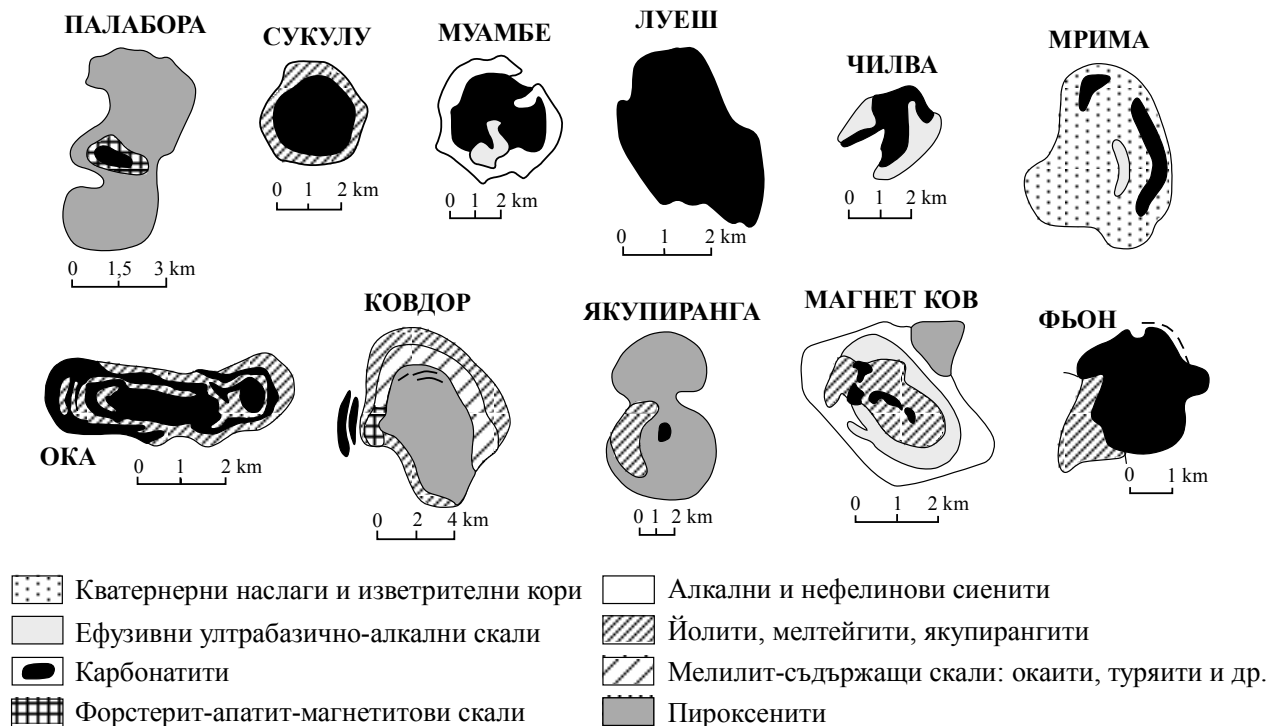 ПАЛАБОРА
СУКУЛУ
МУАМБЕ
ЛУЕШ
ЧИЛВА
МРИМА
0 1,5 3 km
0 1 2 km
0 1 2 km
0 1 2 km
0 1 2 km
ОКА
КОВДОР
ЯКУПИРАНГА
МАГНЕТ КОВ
ФЬОН
0 1 2 km
0 2 4 km
0 1 2 km
0 1 2 km
0 1 km
Кватернерни наслаги и изветрителни кори
Ефузивни ултрабазично-алкални скали
Карбонатити
Форстерит-апатит-магнетитови скали
Алкални и нефелинови сиенити
Йолити, мелтейгити, якупирангити
Мелилит-съдържащи скали: окаити, туряити и др.
Пироксенити